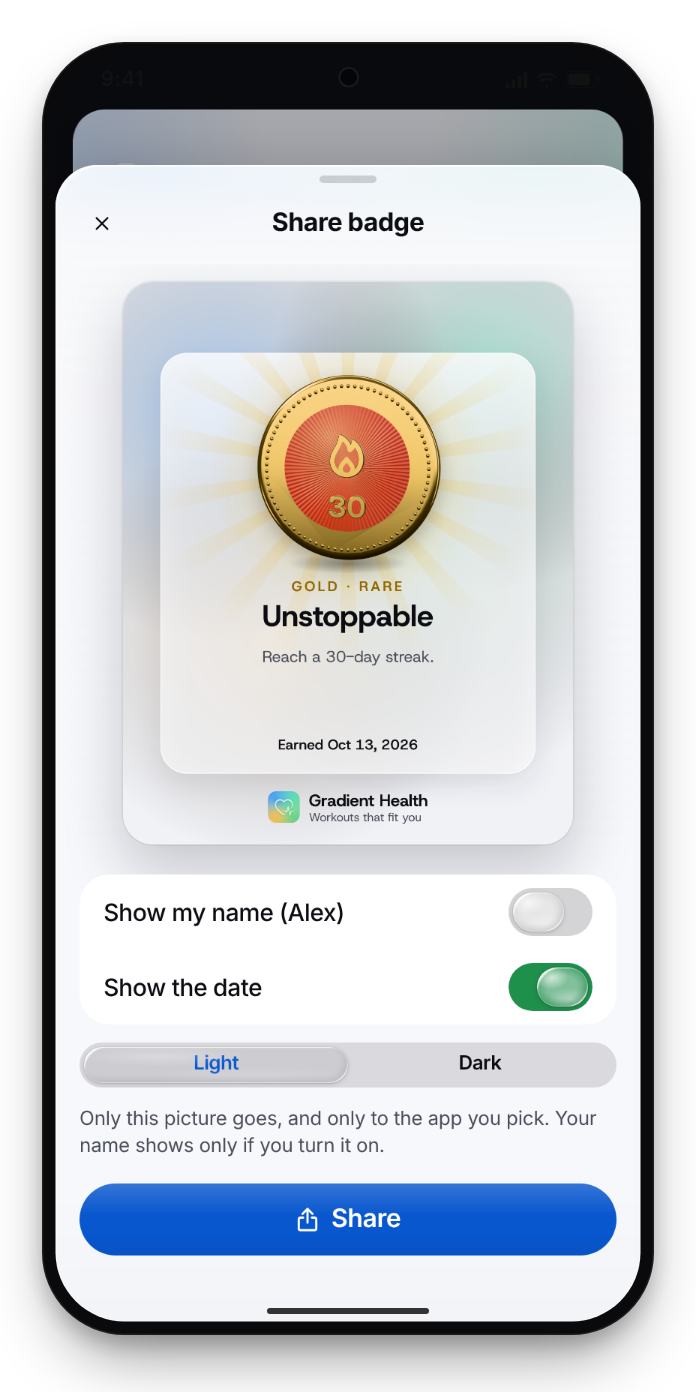 9:41
Share badge
30
GOLD · RARE
Unstoppable
Reach a 30-day streak.
Earned Oct 13, 2026
Gradient Health
Workouts that fit you
Show my name (Alex)
Show the date
Light
Dark
Only this picture goes, and only to the app you pick. Your
name shows only if you turn it on.
Share